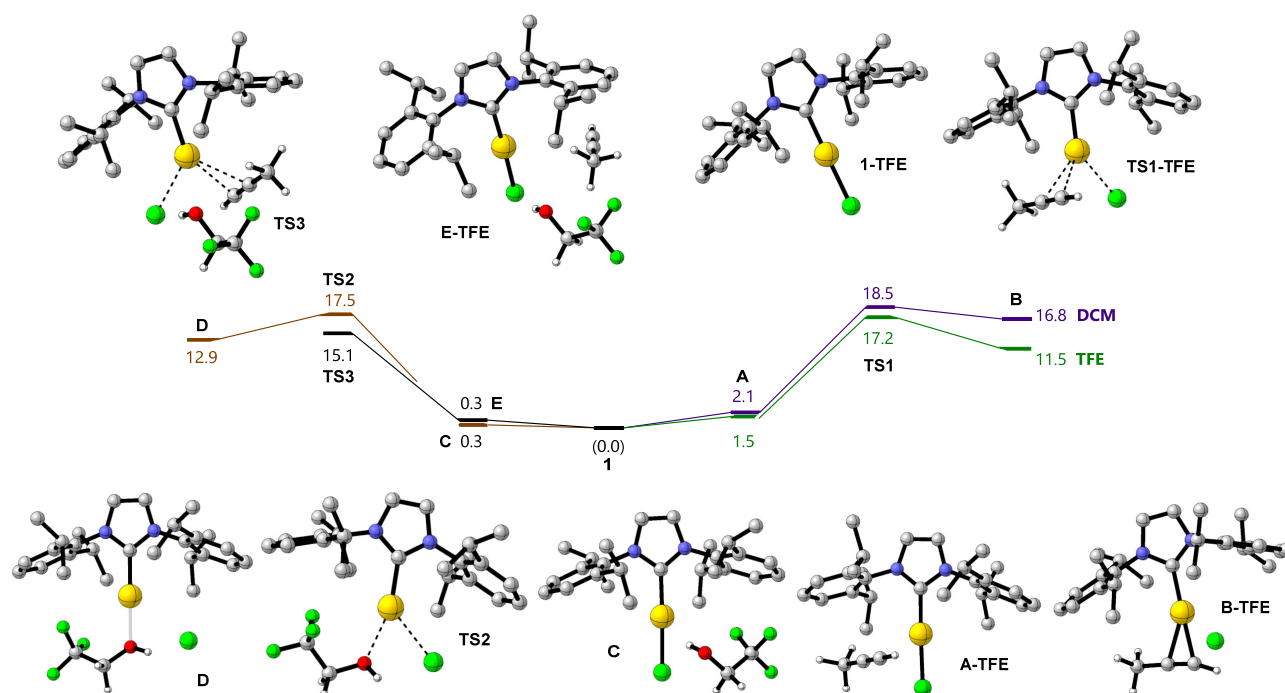 TS3
E-TFE
1-TFE
TS1-TFE
TS2
17.5
D
12.9
15.1
TS3
0.3
E
C
0.3
(0.0)
1
A
2.1
1.5
18.5
17.2
TS1
B
16.8
DCM
11.5
TFE
D
TS2
C
A-TFE
B-TFE